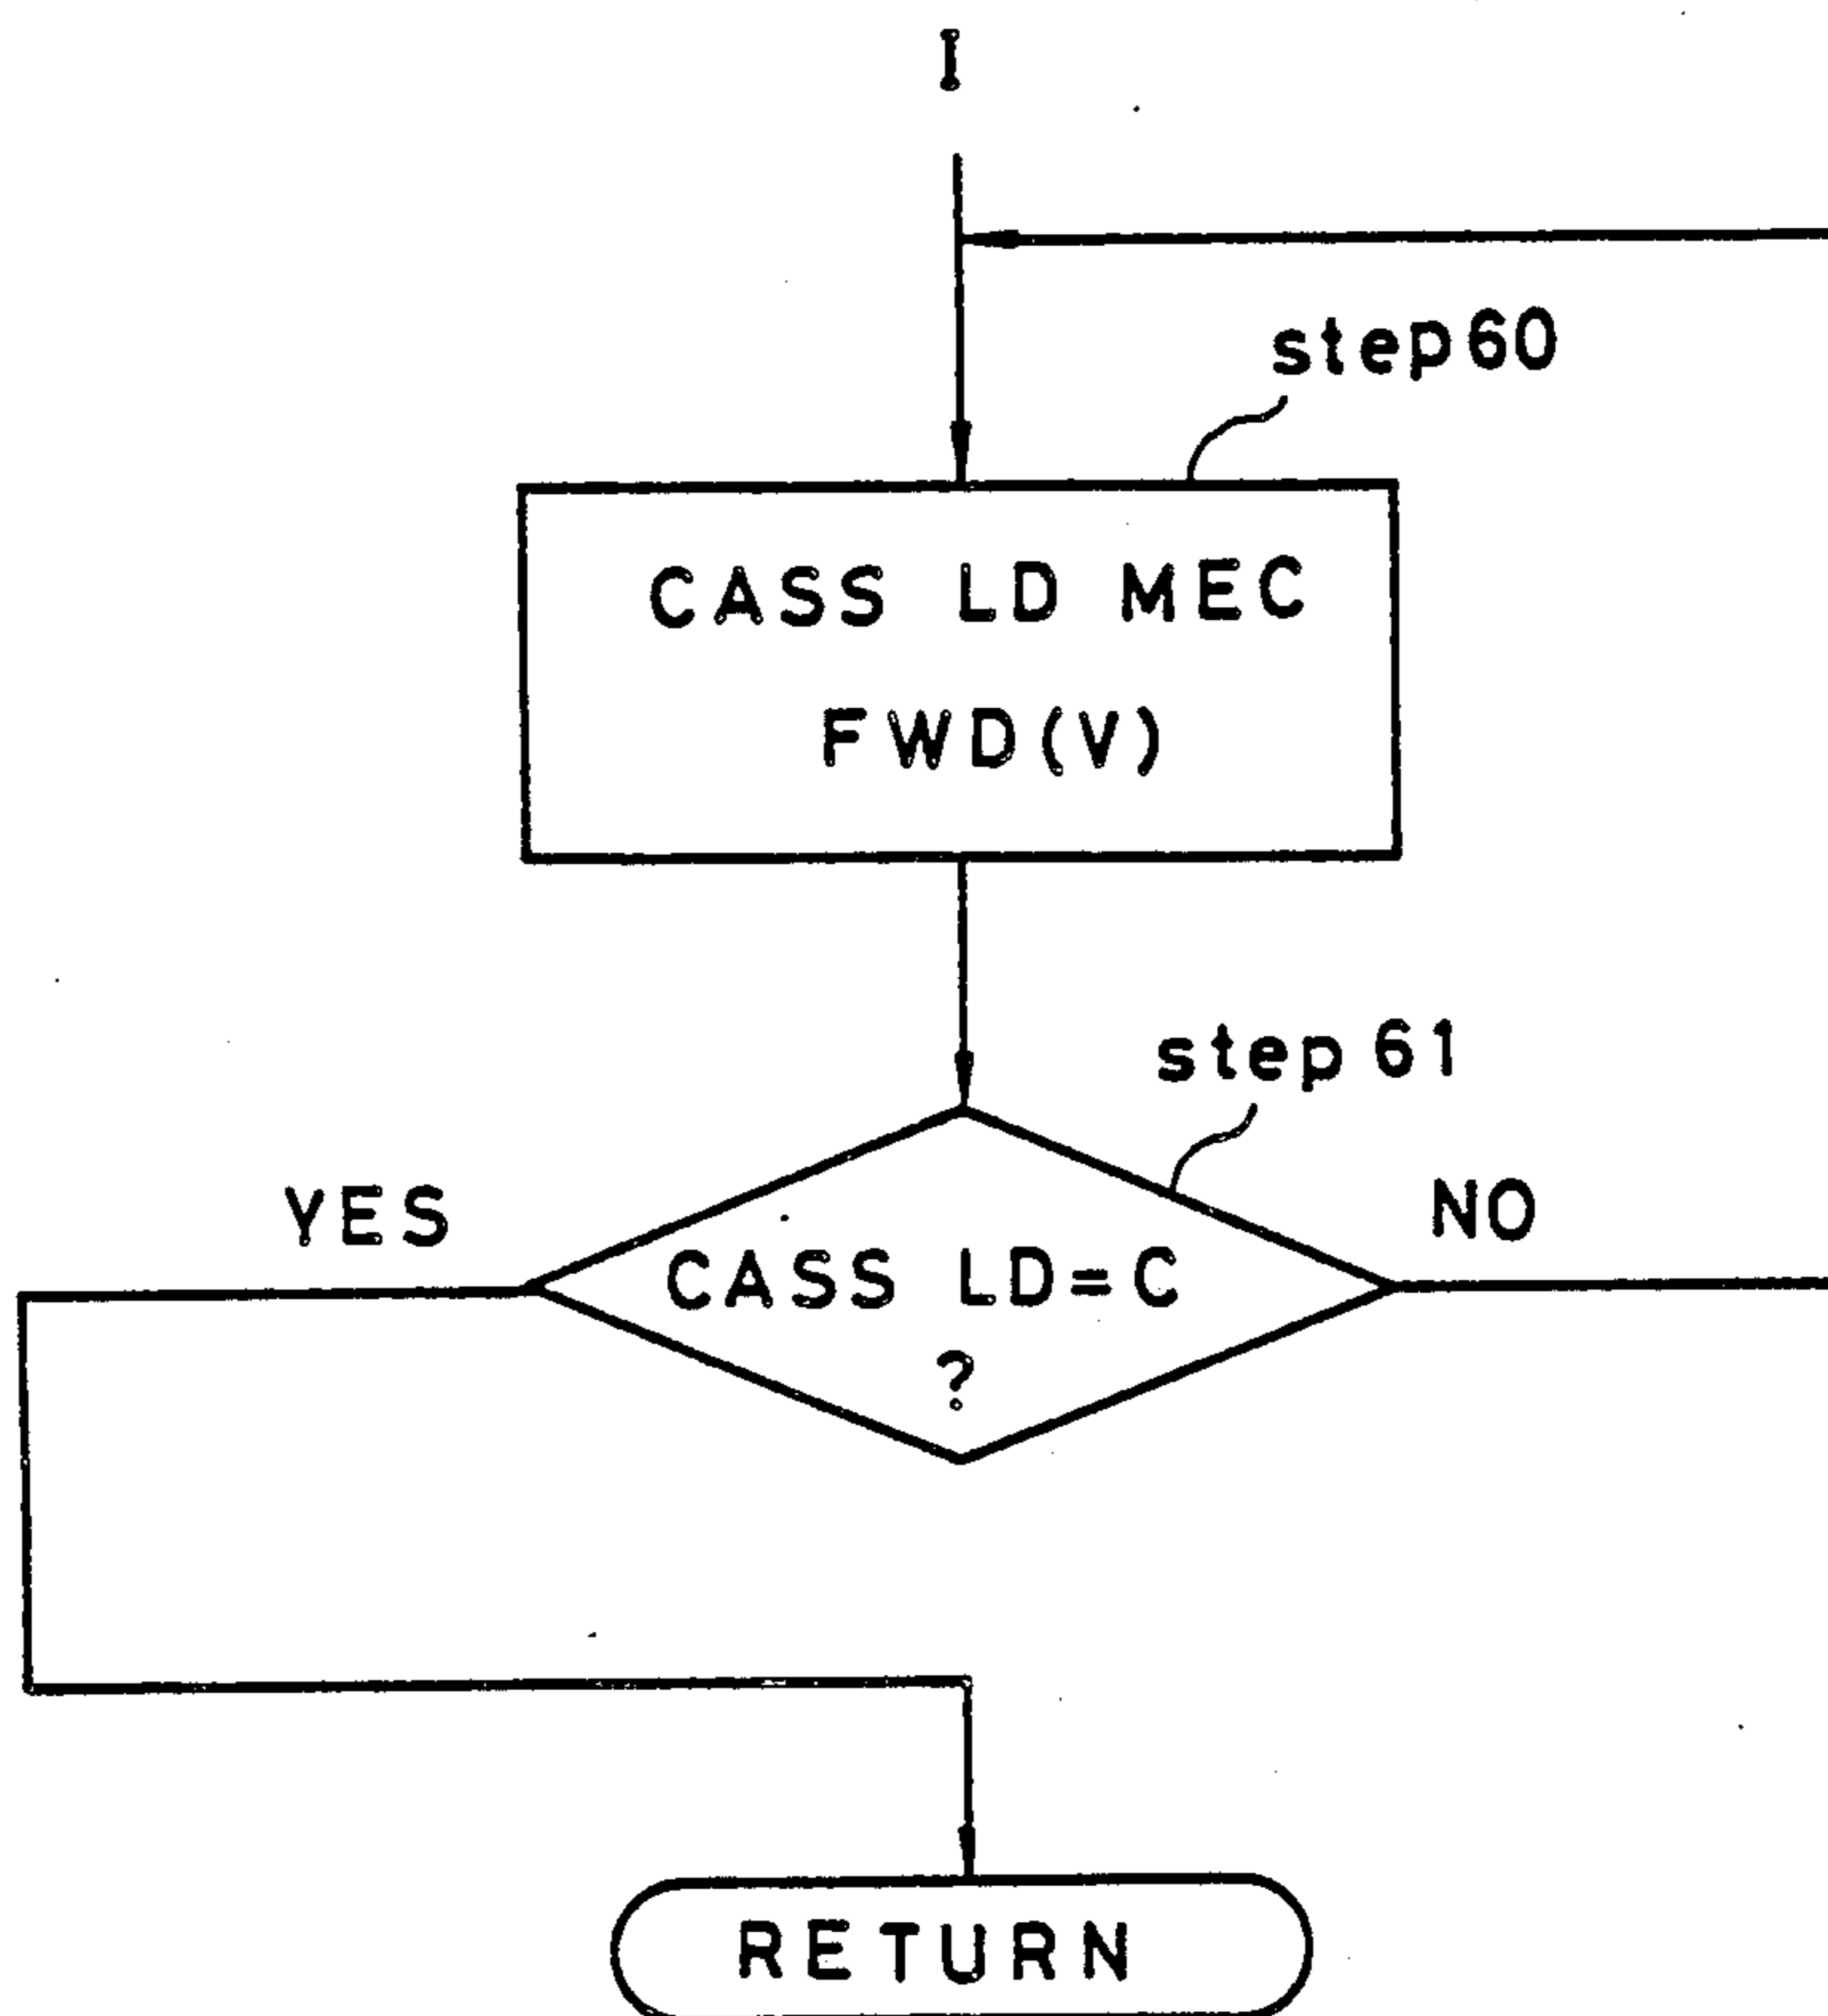 I
step60
CASS LD MEC
FWD(V)
step 61
YES
NO
CASS LD=C
?
RETURN